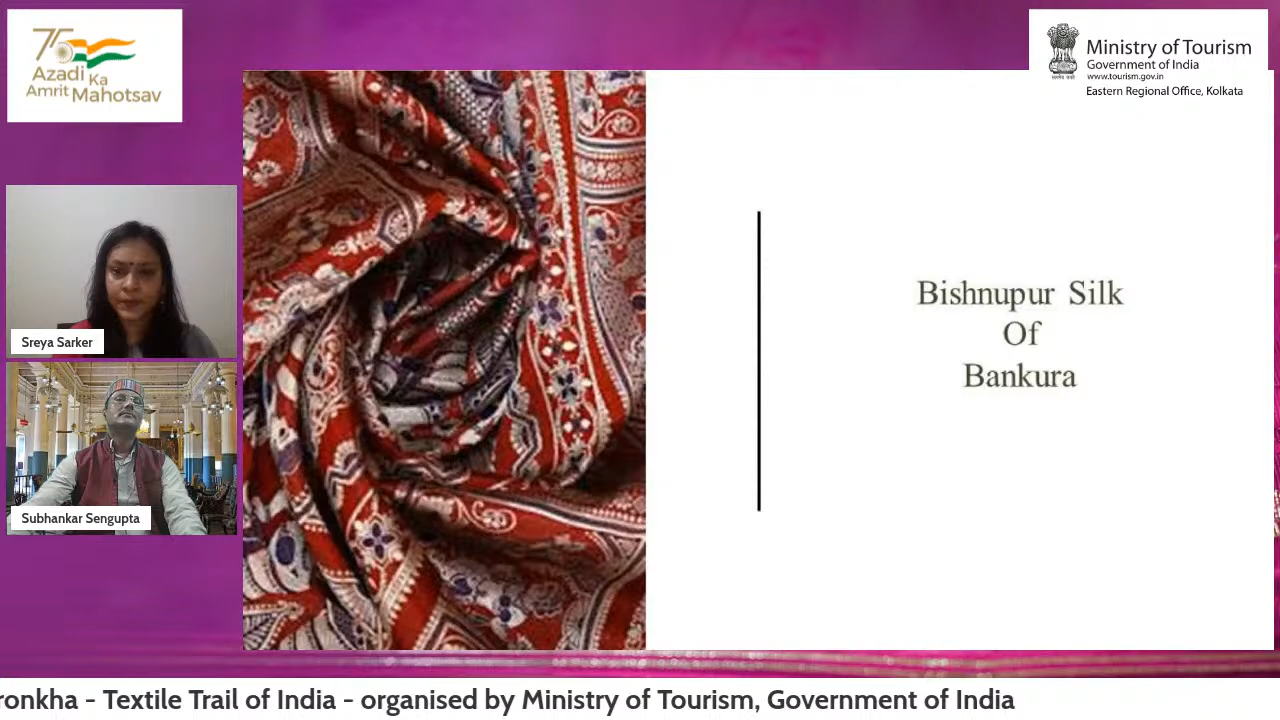 75
Azadi Ka
Amrit Mahotsav
Ministry of Tourism
Government of India
www.tourism.gov.in
Eastern Regional Office, Kolkata
Bishnupur Silk
Of
Bankura
Sreya Sarker
Subhankar Sengupta
ronkha - Textile Trail of India - organised by Ministry of Tourism, Government of India